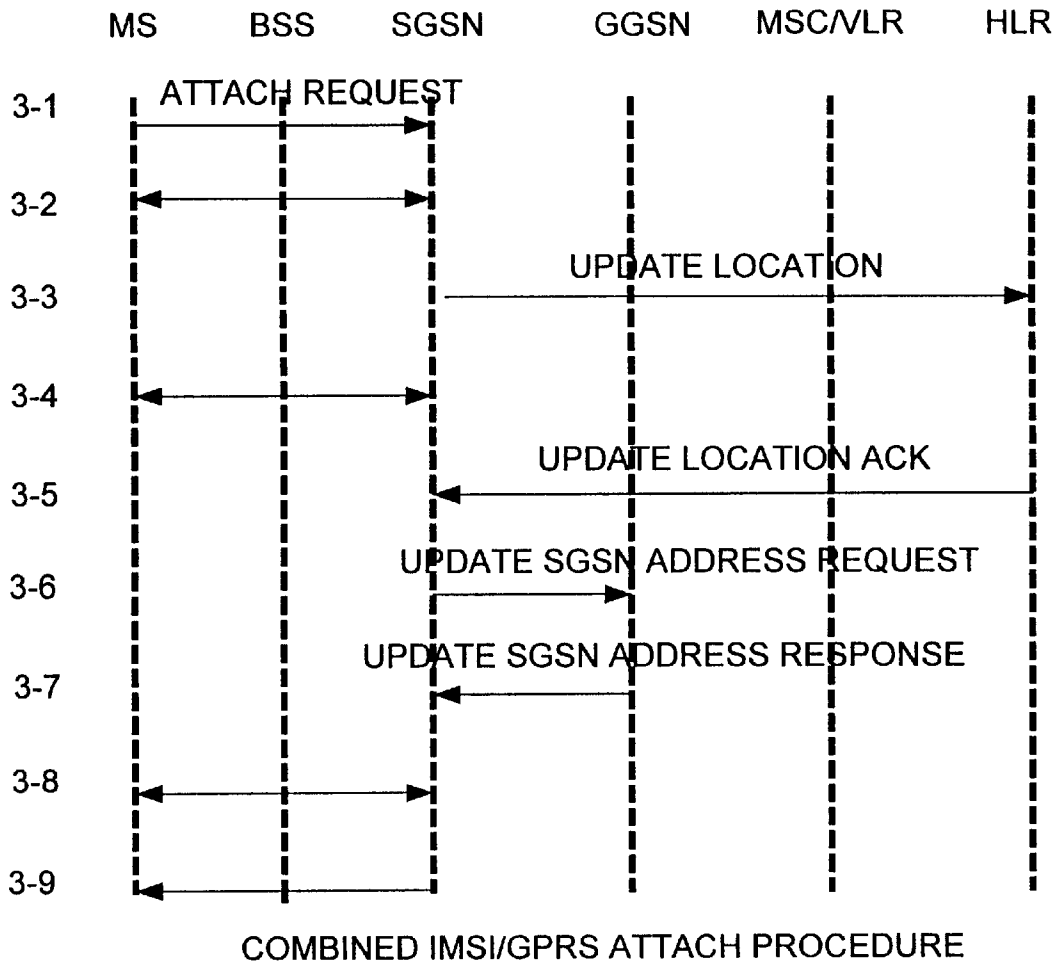 MS BSS SGSN GGSN MSC/VLR HLR
3-1 ATTACH REQUEST
3-2
3-3 UPDATE LOCATION
3-4
3-5 UPDATE LOCATION ACK
3-6 UPDATE SGSN ADDRESS REQUEST
3-7 UPDATE SGSN ADDRESS RESPONSE
3-8
3-9
COMBINED IMSI/GPRS ATTACH PROCEDURE